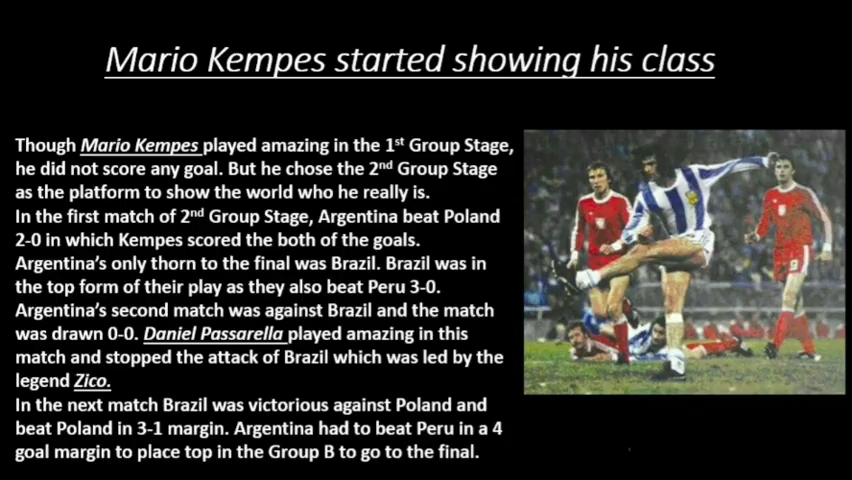 Mario Kempes started showing his class
Though Mario Kempes played amazing in the 1st Group Stage,
he did not score any goal. But he chose the 2nd Group Stage
as the platform to show the world who he really is.
In the first match of 2nd Group Stage, Argentina beat Poland
2-0 in which Kempes scored the both of the goals.
Argentina's only thorn to the final was Brazil. Brazil was in
the top form of their play as they also beat Peru 3-0.
Argentina's second match was against Brazil and the match
was drawn 0-0. Daniel Passarella played amazing in this
match and stopped the attack of Brazil which was led by the
legend Zico.
In the next match Brazil was victorious against Poland and
beat Poland in 3-1 margin. Argentina had to beat Peru in a 4
goal margin to place top in the Group B to go to the final.